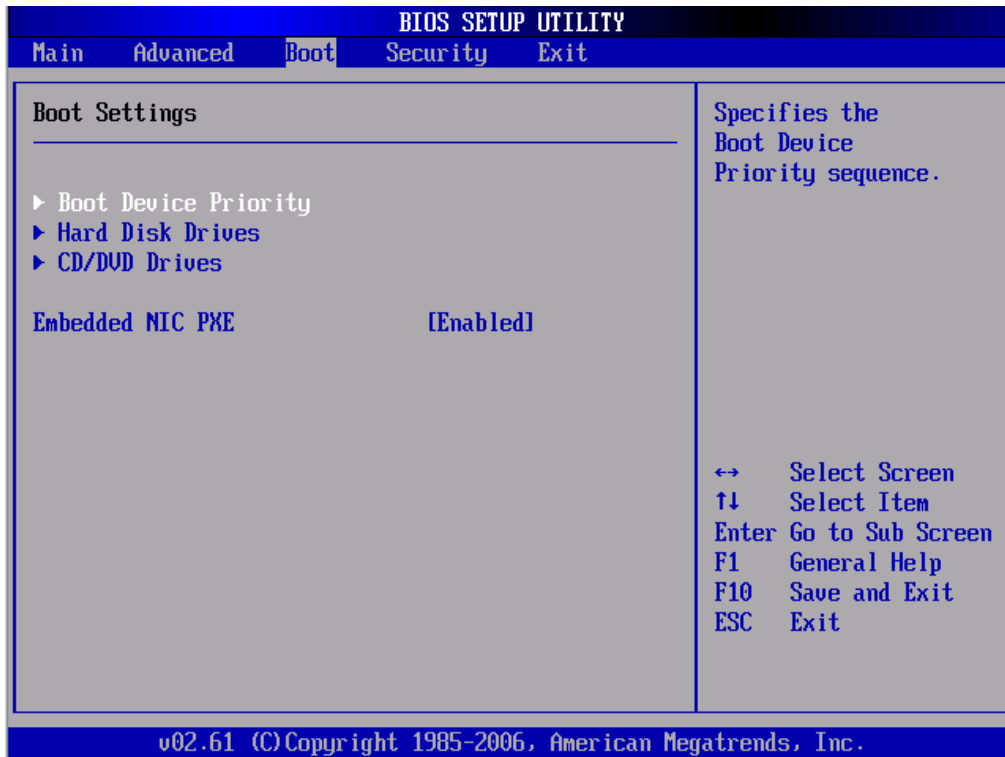 BIOS SETUP UTILITY
Main Advanced Boot Security Exit
Boot Settings
Boot Device Priority
Hard Disk Drives
CD/DVD Drives
Embedded NIC PXE [Enabled]
Specifies the
Boot Device
Priority sequence.
↔ Select Screen
↑↓ Select Item
Enter Go to Sub Screen
F1 General Help
F10 Save and Exit
ESC Exit
v02.61 (C)Copyright 1985-2006, American Megatrends, Inc.